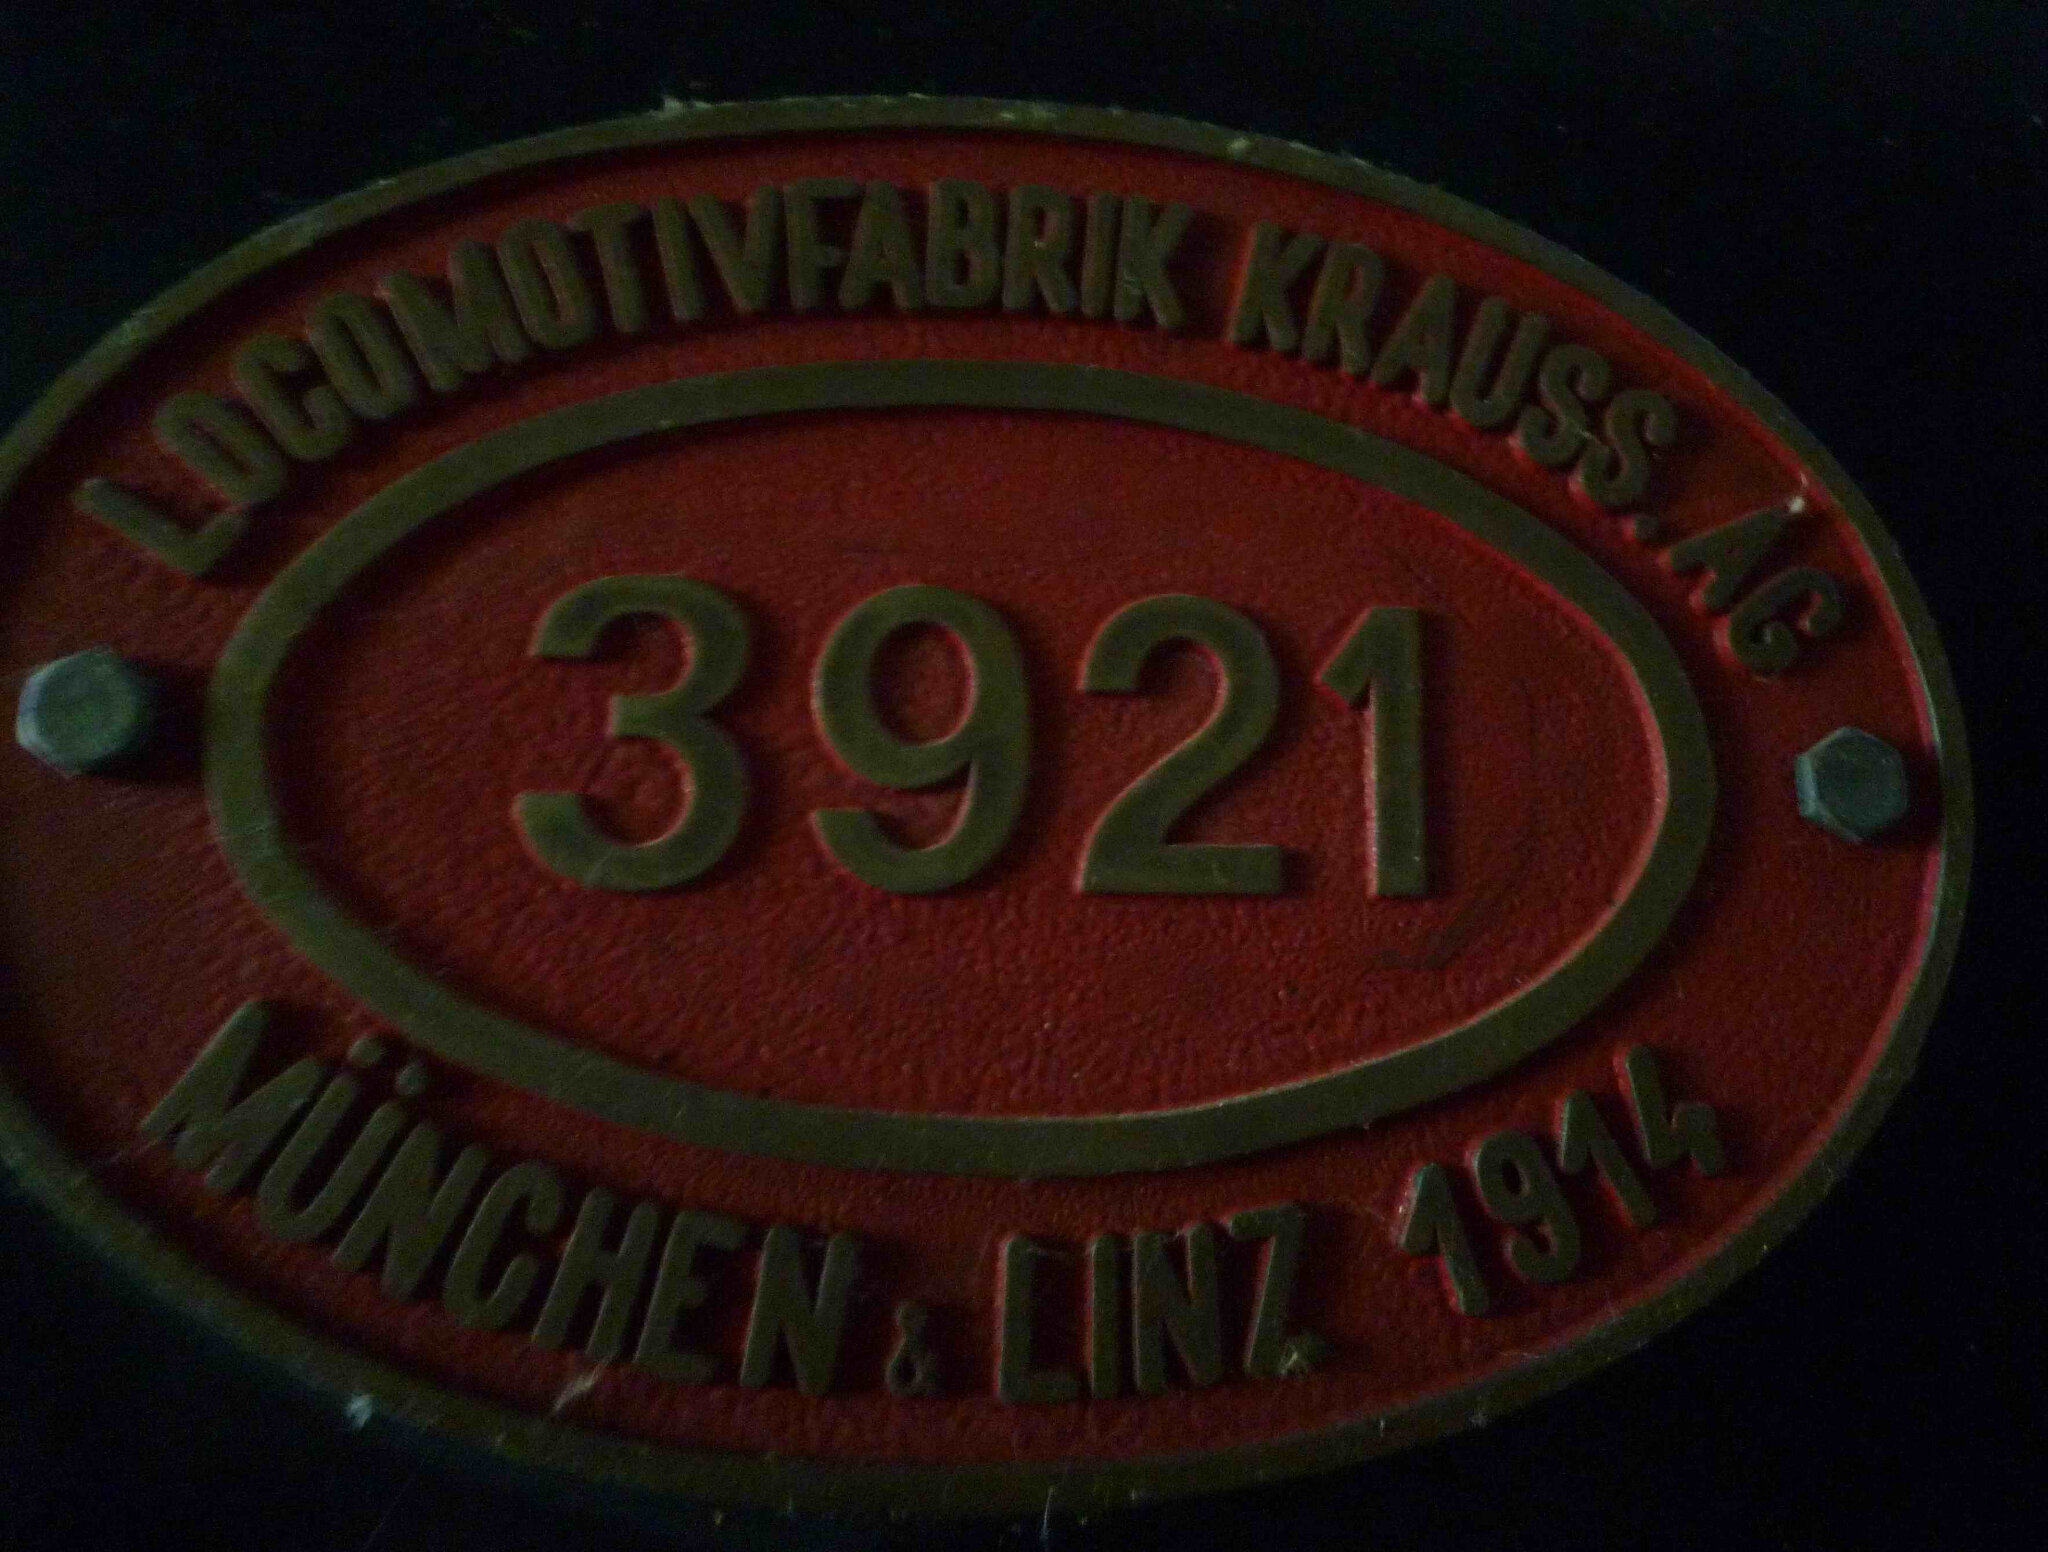 LOCOMOTIVFABRIK KRAUSS. AG
3921
MÜNCHEN & LINZ 1914